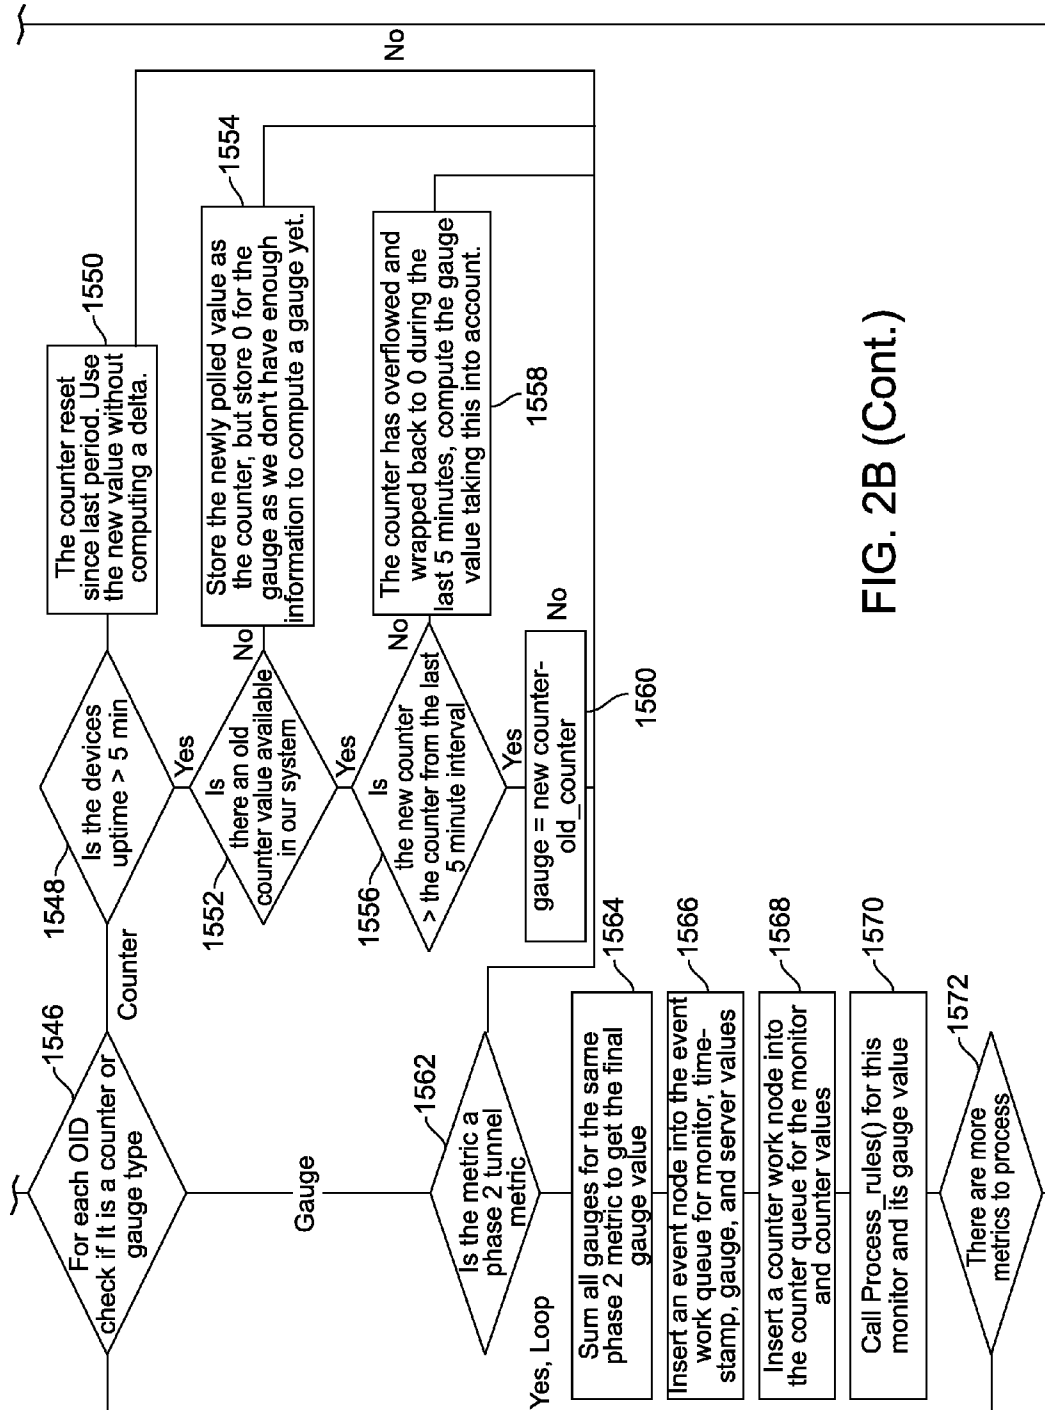 1546
For each OID
check if It is a counter or
gauge type
Counter
Gauge
1548
Is the devices
uptime > 5 min
Yes
1550
The counter reset
since last period. Use
the new value without
computing a delta.
No
1552
Is
there an old
counter value available
in our system
No
Yes
1554
Store the newly polled value as
the counter, but store 0 for the
gauge as we don't have enough
information to compute a gauge yet.
1556
Is
the new counter
> the counter from the last
5 minute interval
No
Yes
1558
The counter has overflowed and
wrapped back to 0 during the
last 5 minutes, compute the gauge
value taking this into account.
gauge = new counter-
old_counter
1560
No
1562
Is the metric a
phase 2 tunnel
metric
Yes, Loop
1564
Sum all gauges for the same
phase 2 metric to get the final
gauge value
1566
Insert an event node into the event
work queue for monitor, time-
stamp, gauge, and server values
1568
Insert a counter work node into
the counter queue for the monitor
and counter values
1570
Call Process_rules() for this
monitor and its gauge value
1572
There are more
metrics to process
FIG. 2B (Cont.)